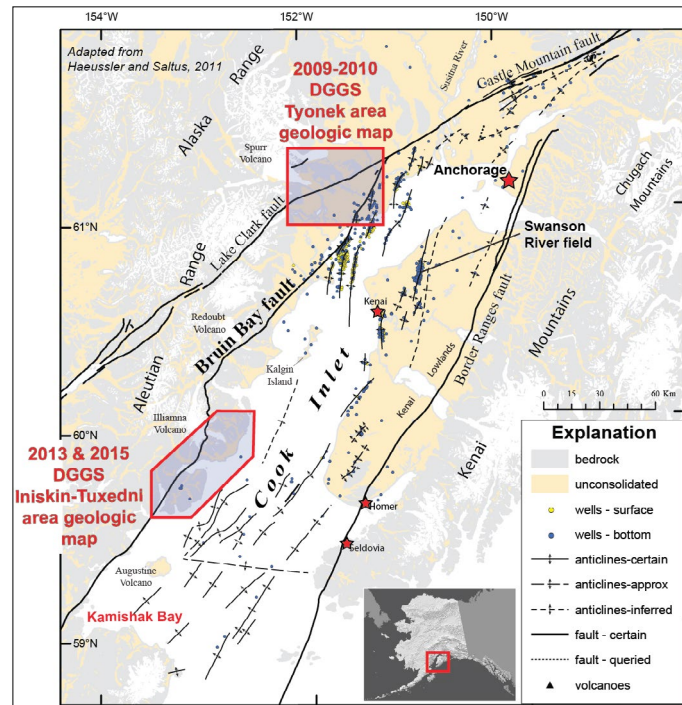 154°W
152°W
150°W
Adapted from
Haeussler and Saltus, 2011
Range
Alaska
2009-2010
DGGS
Tyonek area
geologic map
Susitna River
Castle Mountain fault
Spurr
Volcano
Anchorage
Chugach
Mountains
61°N
Lake Clark fault
Range
Swanson
River field
Redoubt
Volcano
Bruin Bay fault
Kenai
Border Ranges fault
Mountains
Kalgin
Island
Inlet
Lowlands
Kenai
Aleutian
Illiamna
Volcano
0 15 30 60 Km
60°N
Cook
Kenai
2013 & 2015
DGGS
Iniskin-Tuxedni
area geologic
map
Homer
Seldovia
Augustine
Volcano
Kamishak Bay
59°N
Explanation
bedrock
unconsolidated
wells - surface
wells - bottom
anticlines-certain
anticlines-approx
anticlines-inferred
fault - certain
fault - queried
volcanoes